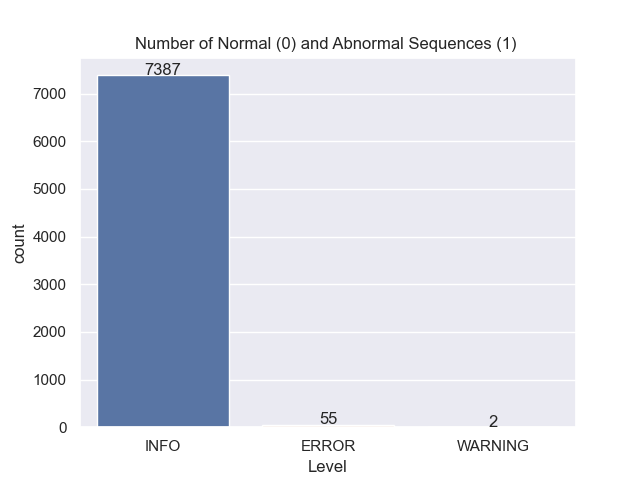 Number of Normal (0) and Abnormal Sequences (1)
7387
7000
6000
5000
4000
3000
2000
1000
0
count
55
2
INFO ERROR WARNING
Level